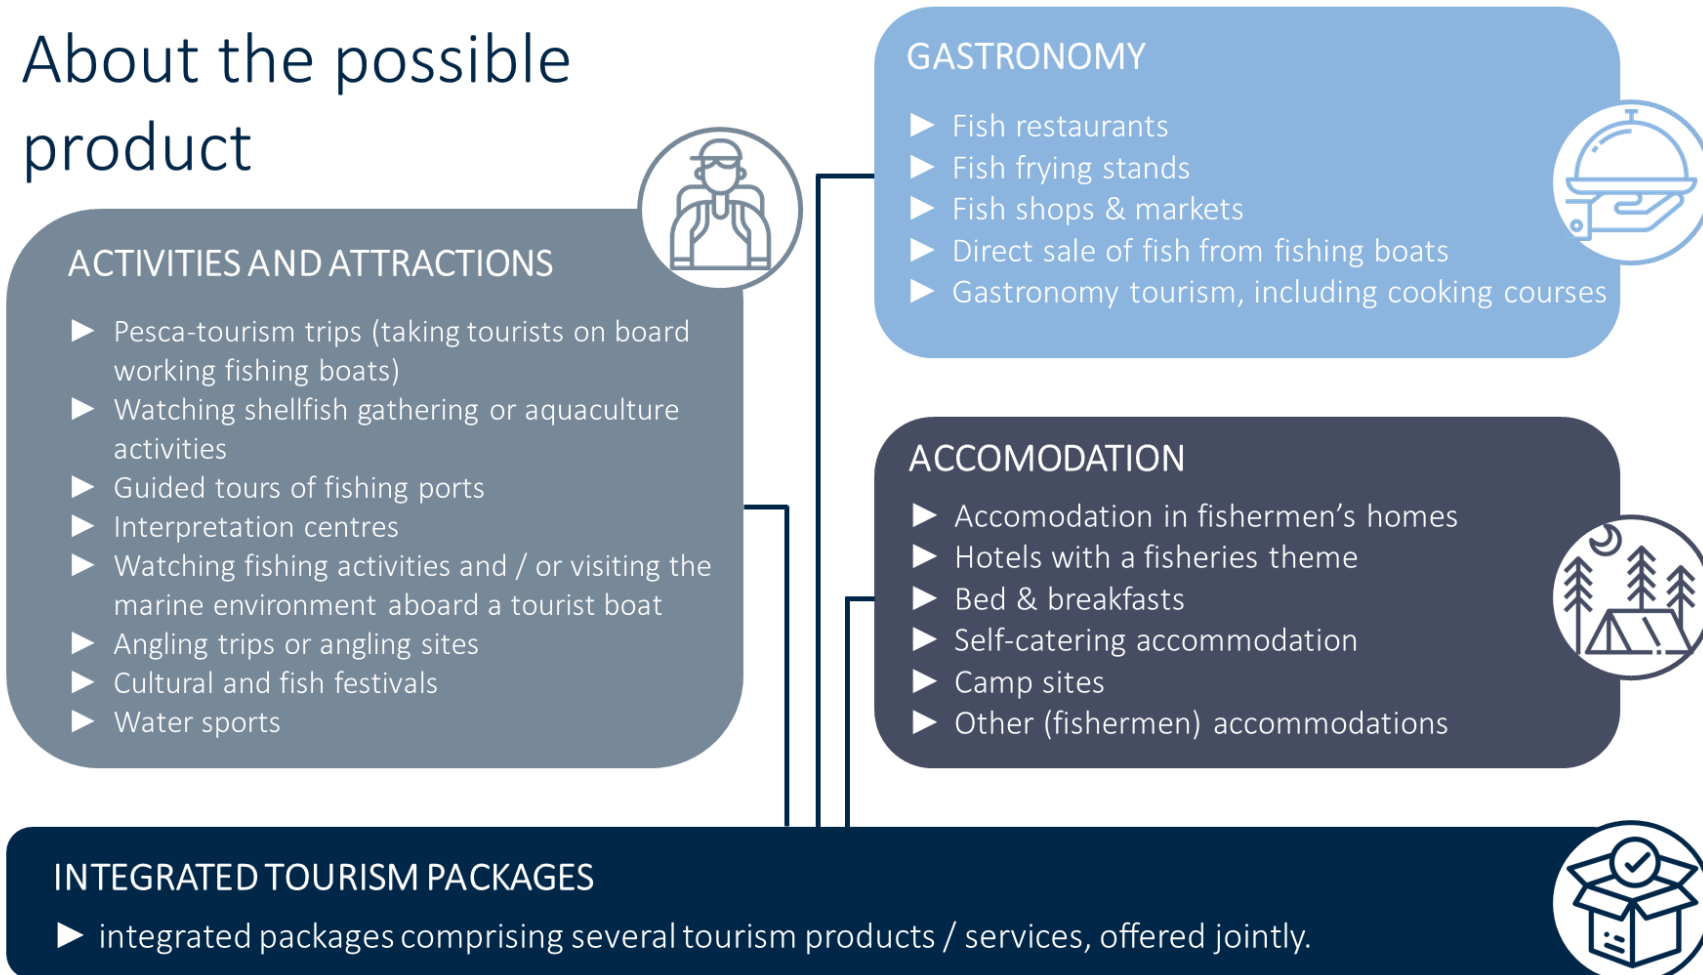 About the possible
product
ACTIVITIES AND ATTRACTIONS
► Pesca-tourism trips (taking tourists on board
working fishing boats)
► Watching shellfish gathering or aquaculture
activities
► Guided tours of fishing ports
► Interpretation centres
► Watching fishing activities and / or visiting the
marine environment aboard a tourist boat
► Angling trips or angling sites
► Cultural and fish festivals
► Water sports
GASTRONOMY
► Fish restaurants
► Fish frying stands
► Fish shops & markets
► Direct sale of fish from fishing boats
► Gastronomy tourism, including cooking courses
ACCOMODATION
► Accomodation in fishermen’s homes
► Hotels with a fisheries theme
► Bed & breakfasts
► Self-catering accommodation
► Camp sites
► Other (fishermen) accommodations
INTEGRATED TOURISM PACKAGES
► integrated packages comprising several tourism products / services, offered jointly.